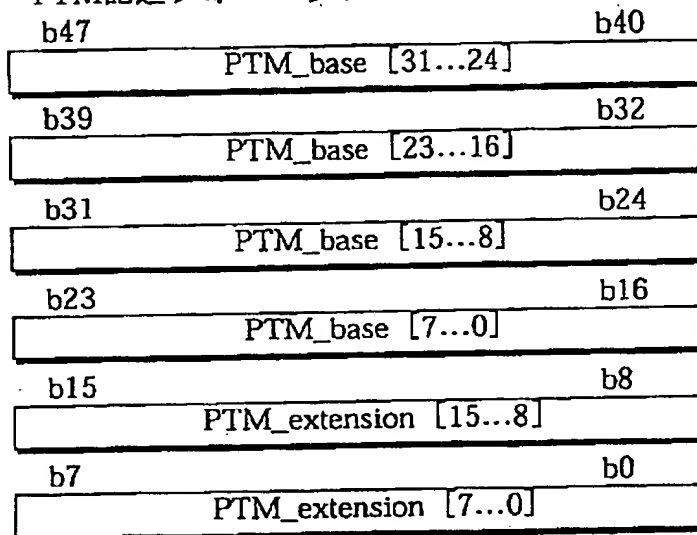 b47 b40
PTM_base [31...24]
b39 b32
PTM_base [23...16]
b31 b24
PTM_base [15...8]
b23 b16
PTM_base [7...0]
b15 b8
PTM_extension [15...8]
b7 b0
PTM_extension [7...0]